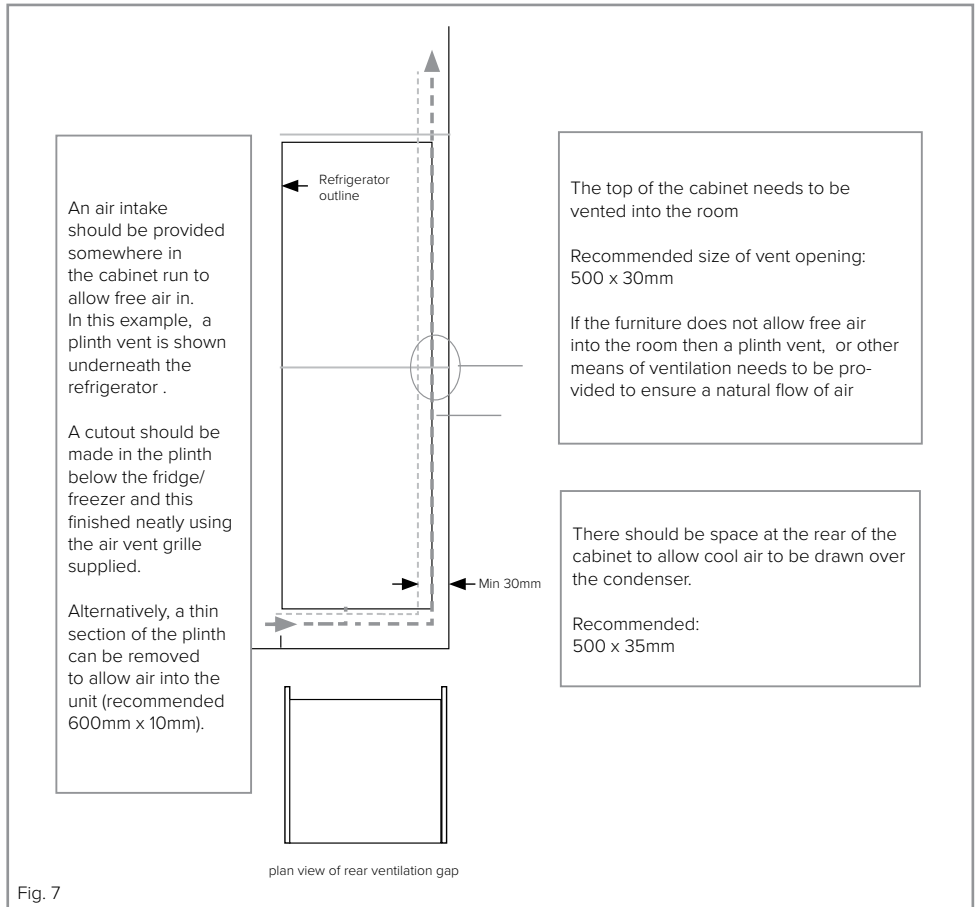 An air intake
should be provided
somewhere in
the cabinet run to
allow free air in.
In this example, a
plinth vent is shown
underneath the
refrigerator .
A cutout should be
made in the plinth
below the fridge/
freezer and this
finished neatly using
the air vent grille
supplied.
Alternatively, a thin
section of the plinth
can be removed
to allow air into the
unit (recommended
600mm x 10mm).
Refrigerator
outline
Min 30mm
The top of the cabinet needs to be
vented into the room
Recommended size of vent opening:
500 x 30mm
If the furniture does not allow free air
into the room then a plinth vent, or other
means of ventilation needs to be pro-
vided to ensure a natural flow of air
There should be space at the rear of the
cabinet to allow cool air to be drawn over
the condenser.
Recommended:
500 x 35mm
plan view of rear ventilation gap
Fig. 7